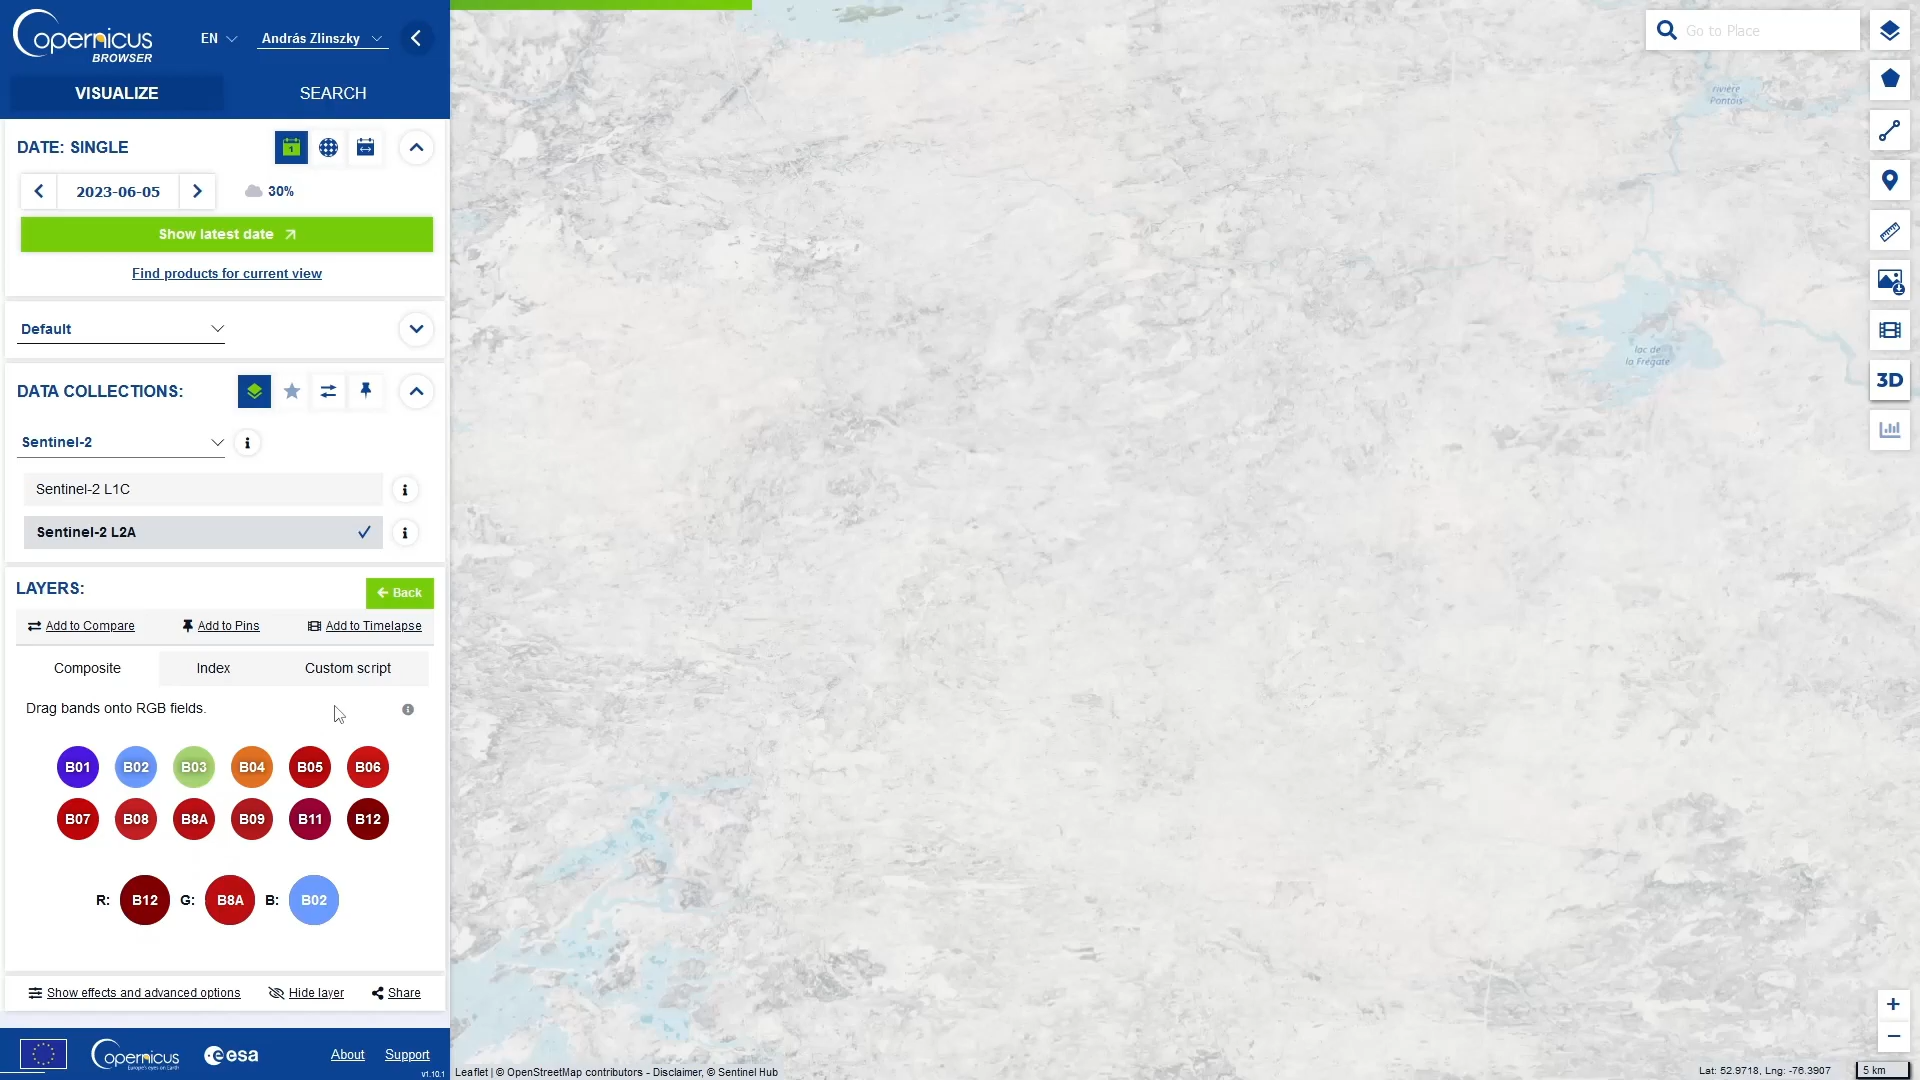 opernicus
BROWSER
EN
András Zlinszky
VISUALIZE
SEARCH
DATE: SINGLE
1
2023-06-05
30%
Show latest date
Find products for current view
Default
DATA COLLECTIONS:
Sentinel-2
Sentinel-2 L1C
Sentinel-2 L2A
LAYERS:
Back
Add to Compare
Add to Pins
Add to Timelapse
Composite
Index
Custom script
Drag bands onto RGB fields.
B01
B02
B03
B04
B05
B06
B07
B08
B8A
B09
B11
B12
R:
B12
G:
B8A
B:
B02
Show effects and advanced options
Hide layer
Share
opernicus
Europe's eyes on Earth
esa
About
Support
v1.10.1
Go to Place
rivière
Pontois
lac de
la Frégate
3D
+
−
Leaflet | © OpenStreetMap contributors - Disclaimer, © Sentinel Hub
Lat: 52.9718, Lng: -76.3907
5 km